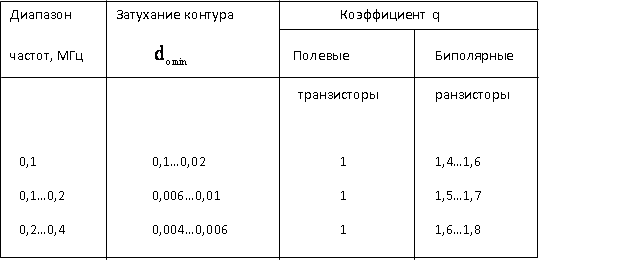 Диапазон Затухание контура Коэффициент q
частот, МГц d o min Полевые Биполярные
транзисторы ранзисторы
0,1 0,1...0,02 1 1,4...1,6
0,1...0,2 0,006...0,01 1 1,5...1,7
0,2...0,4 0,004...0,006 1 1,6...1,8